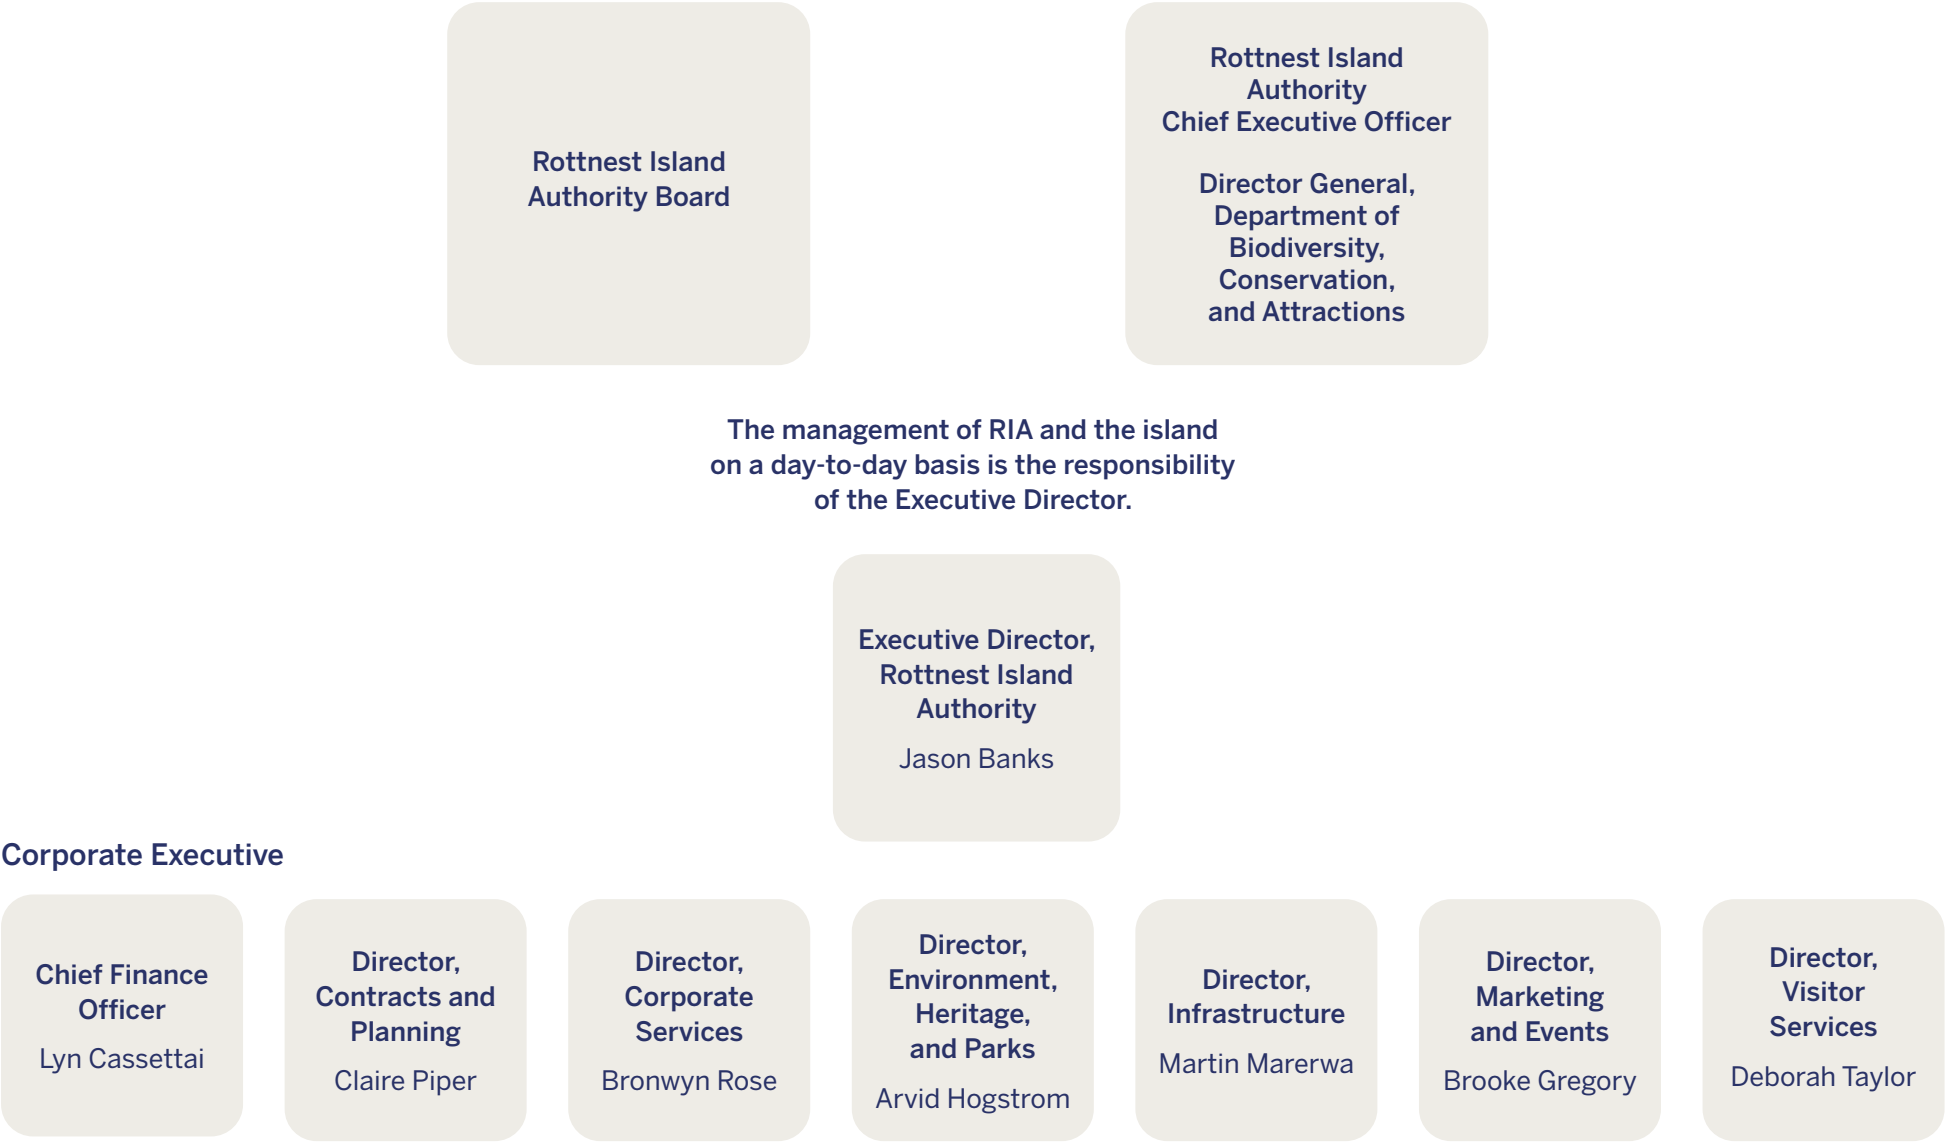 Rottnest Island
Authority Board
Rottnest Island
Authority
Chief Executive Officer
Director General,
Department of
Biodiversity,
Conservation,
and Attractions
The management of RIA and the island
on a day-to-day basis is the responsibility
of the Executive Director.
Executive Director,
Rottnest Island
Authority
Jason Banks
Corporate Executive
Chief Finance
Officer
Lyn Cassettai
Director,
Contracts and
Planning
Claire Piper
Director,
Corporate
Services
Bronwyn Rose
Director,
Environment,
Heritage,
and Parks
Arvid Hogstrom
Director,
Infrastructure
Martin Marerwa
Director,
Marketing
and Events
Brooke Gregory
Director,
Visitor
Services
Deborah Taylor